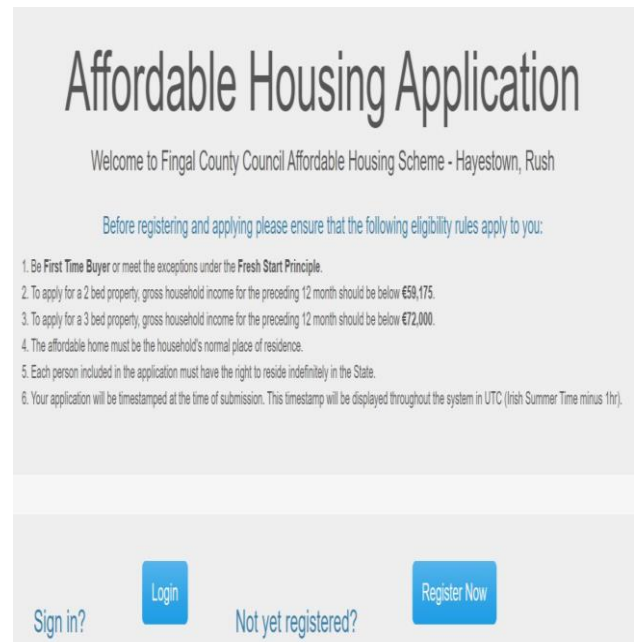 Affordable Housing Application
Welcome to Fingal County Council Affordable Housing Scheme - Hayestown, Rush
Before registering and applying please ensure that the following eligibility rules apply to you:
1. Be First Time Buyer or meet the exceptions under the Fresh Start Principle.
2. To apply for a 2 bed property, gross household income for the preceding 12 month should be below €59,175.
3. To apply for a 3 bed property, gross household income for the preceding 12 month should be below €72,000.
4. The affordable home must be the household's normal place of residence.
5. Each person included in the application must have the right to reside indefinitely in the State.
6. Your application will be timestamped at the time of submission. This timestamp will be displayed throughout the system in UTC (Irish Summer Time minus 1hr).
Sign in? Login Not yet registered? Register Now